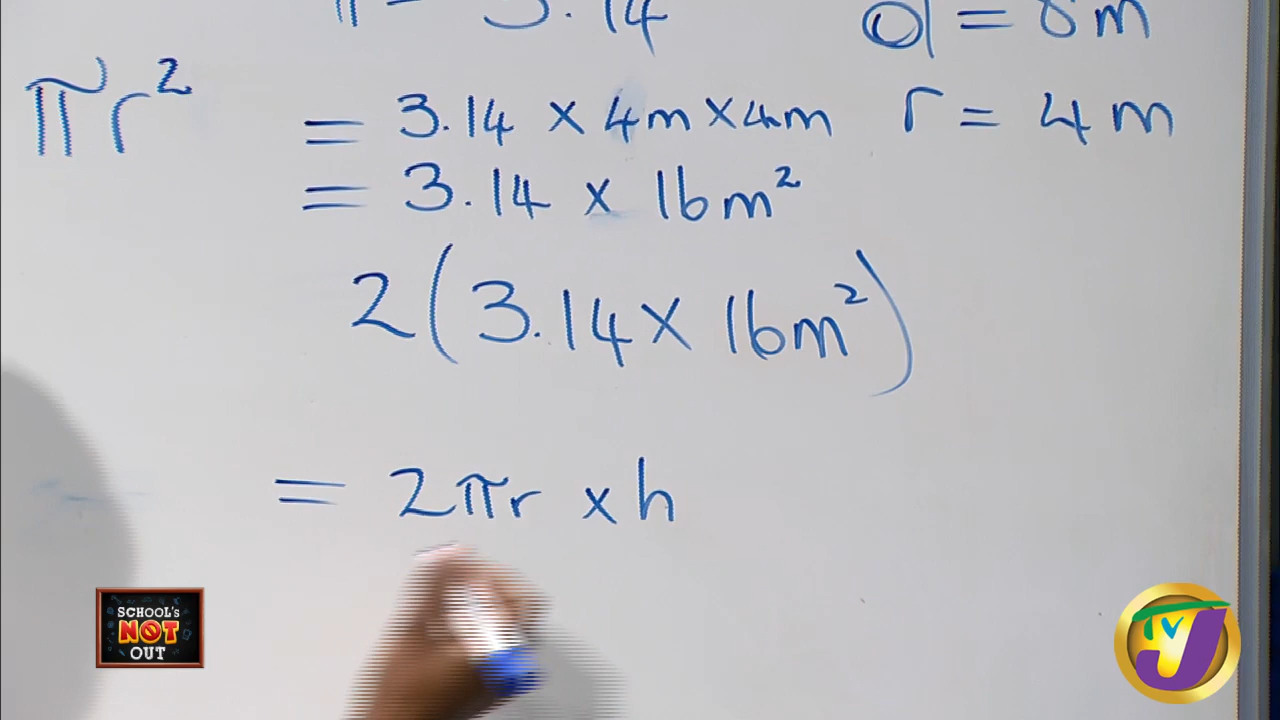 π = 3.14 d = 8m
πr² = 3.14 × 4m × 4m r = 4m
= 3.14 × 16m²
2(3.14 × 16m²)
= 2πr × h
SCHOOL'S
NOT
OUT
TVJ